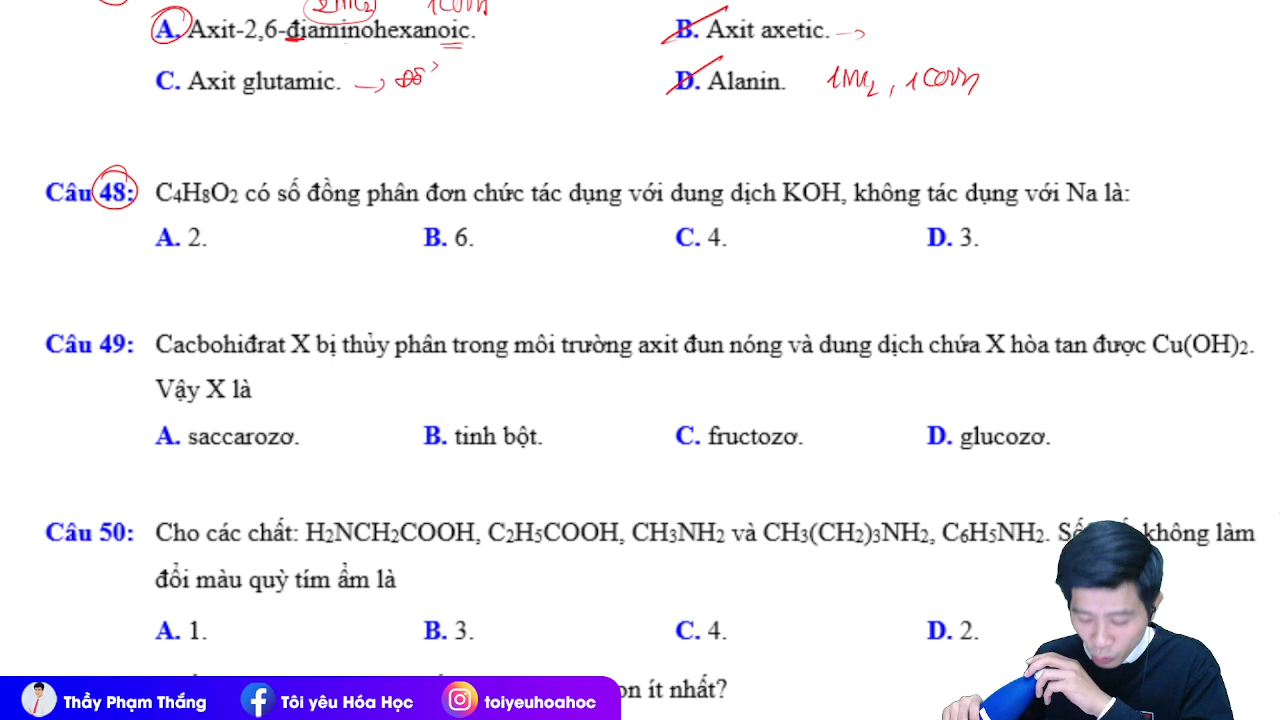 2NH2 1COOH
A. Axit-2,6-điaminohexanoic. B. Axit axetic.
C. Axit glutamic. D. Alanin. 1NH2, 1COOH
Câu 48: C4H8O2 có số đồng phân đơn chức tác dụng với dung dịch KOH, không tác dụng với Na là:
A. 2. B. 6. C. 4. D. 3.
Câu 49: Cacbohiđrat X bị thủy phân trong môi trường axit đun nóng và dung dịch chứa X hòa tan được Cu(OH)2.
Vậy X là
A. saccarozơ. B. tinh bột. C. fructozơ. D. glucozơ.
Câu 50: Cho các chất: H2NCH2COOH, C2H5COOH, CH3NH2 và CH3(CH2)3NH2, C6H5NH2. không làm
đổi màu quỳ tím ẩm là
A. 1. B. 3. C. 4. D. 2.
ít nhất?
Thầy Phạm Thắng Tôi yêu Hóa Học toiyeuhoahoc